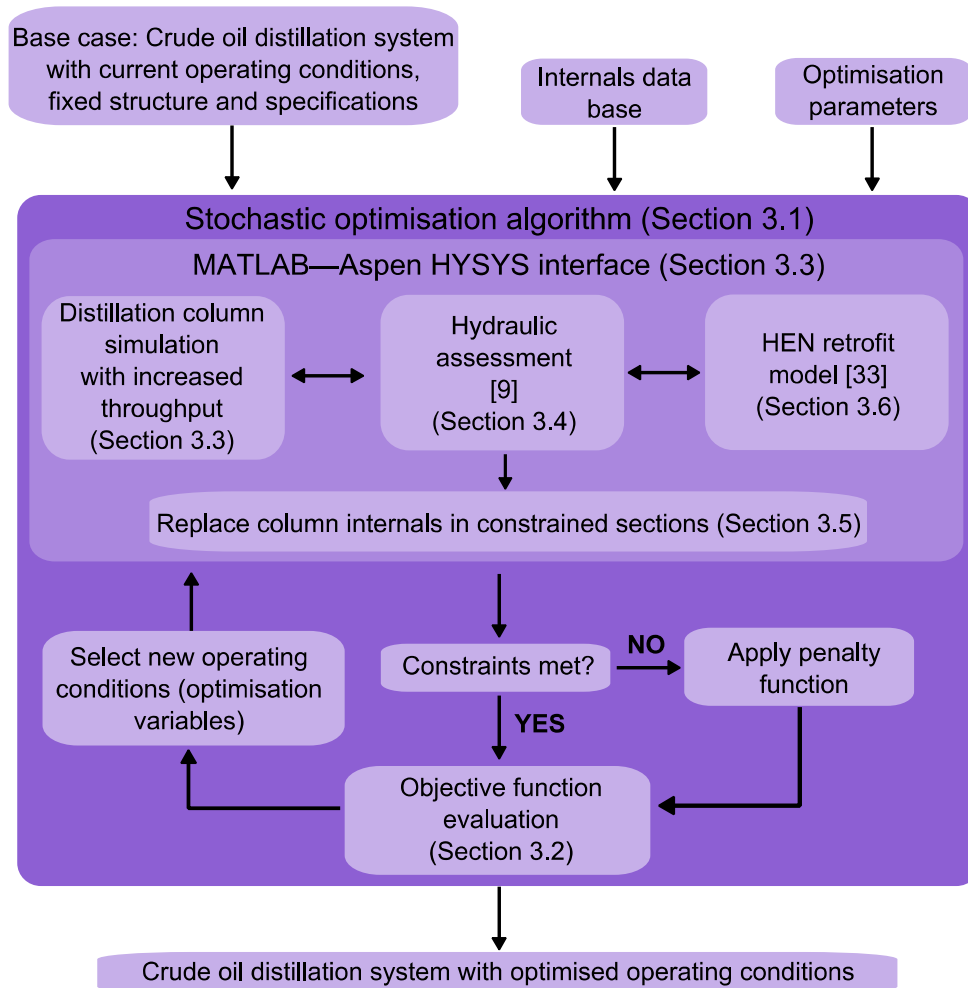 Base case: Crude oil distillation system
with current operating conditions,
fixed structure and specifications
Internals data
base
Optimisation
parameters
Stochastic optimisation algorithm (Section 3.1)
MATLAB—Aspen HYSYS interface (Section 3.3)
Distillation column
simulation
with increased
throughput
(Section 3.3)
Hydraulic
assessment
[9]
(Section 3.4)
HEN retrofit
model [33]
(Section 3.6)
Replace column internals in constrained sections (Section 3.5)
Select new operating
conditions (optimisation
variables)
Constraints met?
NO
Apply penalty
function
YES
Objective function
evaluation
(Section 3.2)
Crude oil distillation system with optimised operating conditions